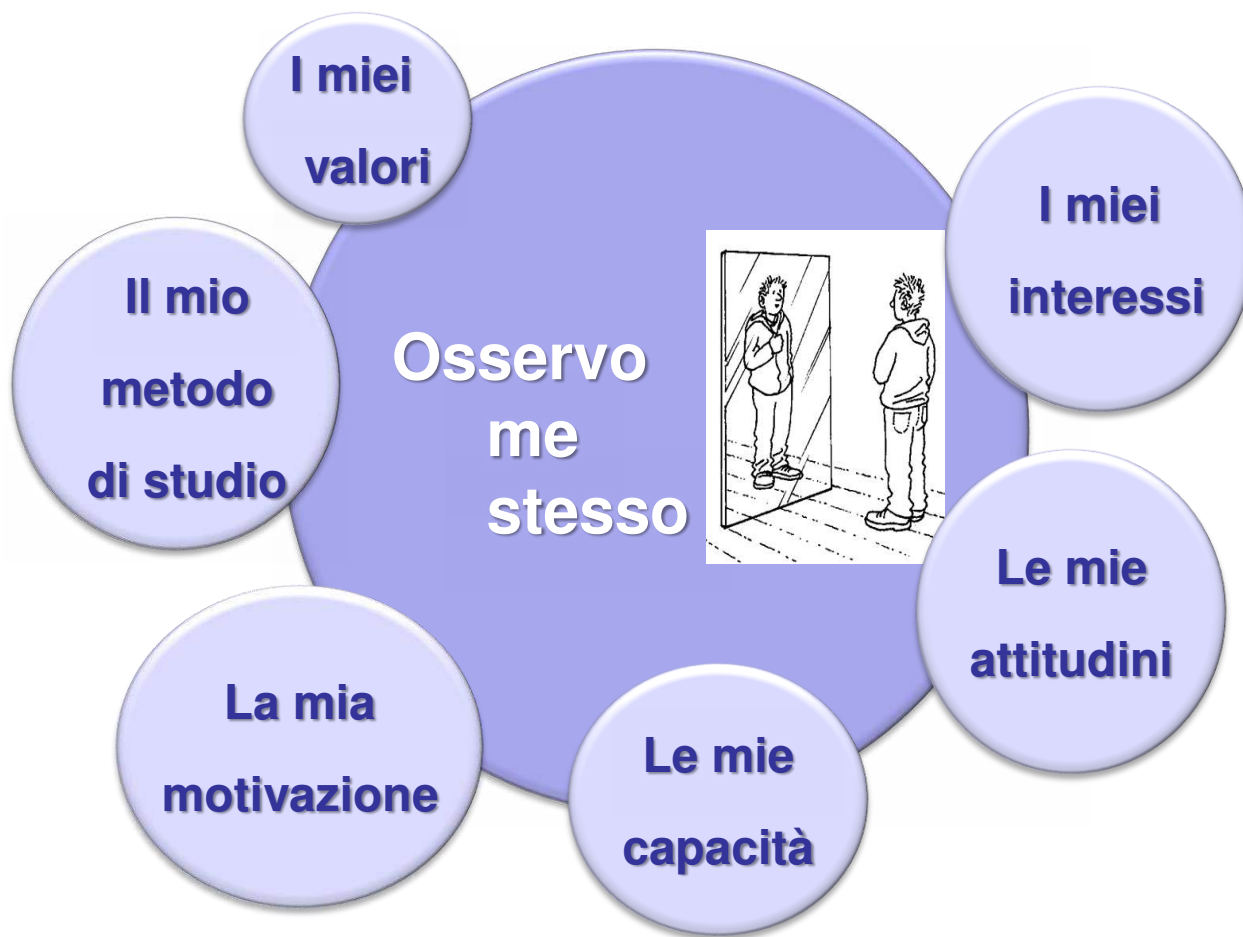 I miei
valori
I miei
interessi
Il mio
metodo
di studio
Osservo
me
stesso
Le mie
attitudini
La mia
motivazione
Le mie
capacità